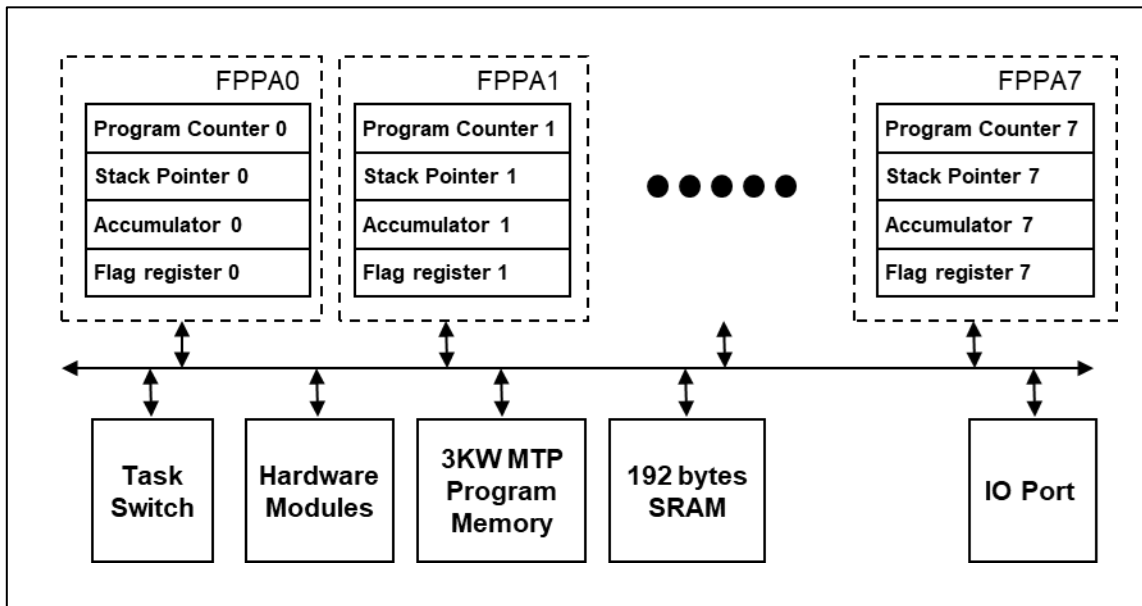 FPPA0
Program Counter 0
Stack Pointer 0
Accumulator 0
Flag register 0
FPPA1
Program Counter 1
Stack Pointer 1
Accumulator 1
Flag register 1
FPPA7
Program Counter 7
Stack Pointer 7
Accumulator 7
Flag register 7
Task
Switch
Hardware
Modules
3KW MTP
Program
Memory
192 bytes
SRAM
IO Port